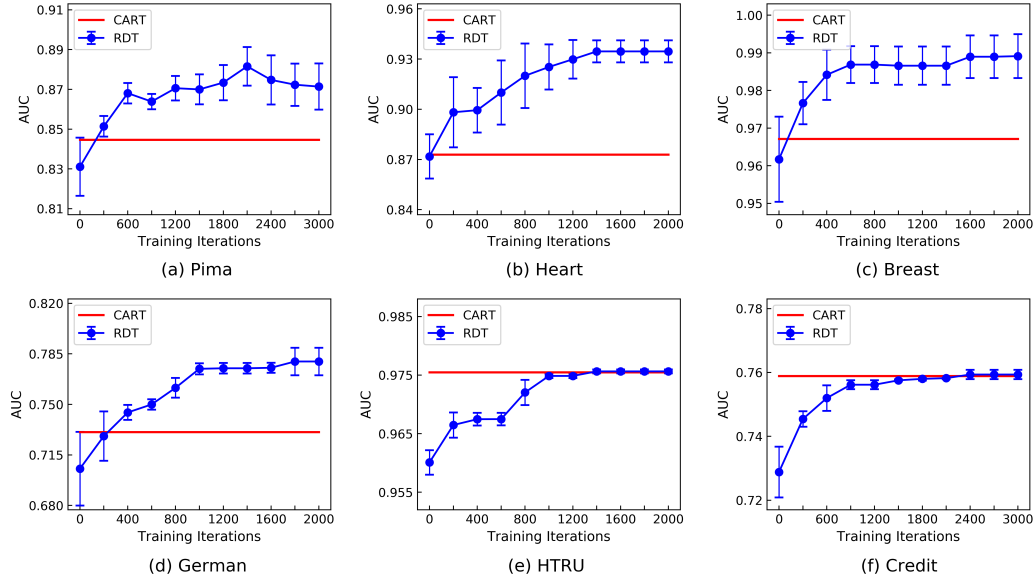 0.91
0.89
0.87
0.85
0.83
0.81
AUC
CART
RDT
0 600 1200 1800 2400 3000
Training Iterations
(a) Pima
0.96
0.93
0.90
0.87
0.84
AUC
CART
RDT
0 400 800 1200 1600 2000
Training Iterations
(b) Heart
1.00
0.99
0.98
0.97
0.96
0.95
AUC
CART
RDT
0 400 800 1200 1600 2000
Training Iterations
(c) Breast
0.820
0.785
0.750
0.715
0.680
AUC
CART
RDT
0 400 800 1200 1600 2000
Training Iterations
(d) German
0.985
0.975
0.965
0.955
AUC
CART
RDT
0 400 800 1200 1600 2000
Training Iterations
(e) HTRU
0.78
0.76
0.74
0.72
AUC
CART
RDT
0 600 1200 1800 2400 3000
Training Iterations
(f) Credit